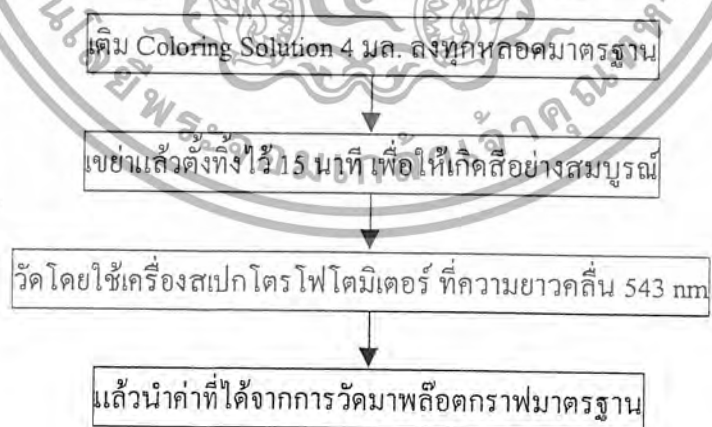 เติม Coloring Solution 4 มล. ลงทุกหลอดมาตรฐาน
เขย่าแล้วตั้งทิ้งไว้ 15 นาที เพื่อให้เกิดสีอย่างสมบูรณ์
วัดโดยใช้เครื่องสเปกโตรโฟโตมิเตอร์ ที่ความยาวคลื่น 543 nm
แล้วนำค่าที่ได้จากการวัดมาพล๊อตกราฟมาตรฐาน